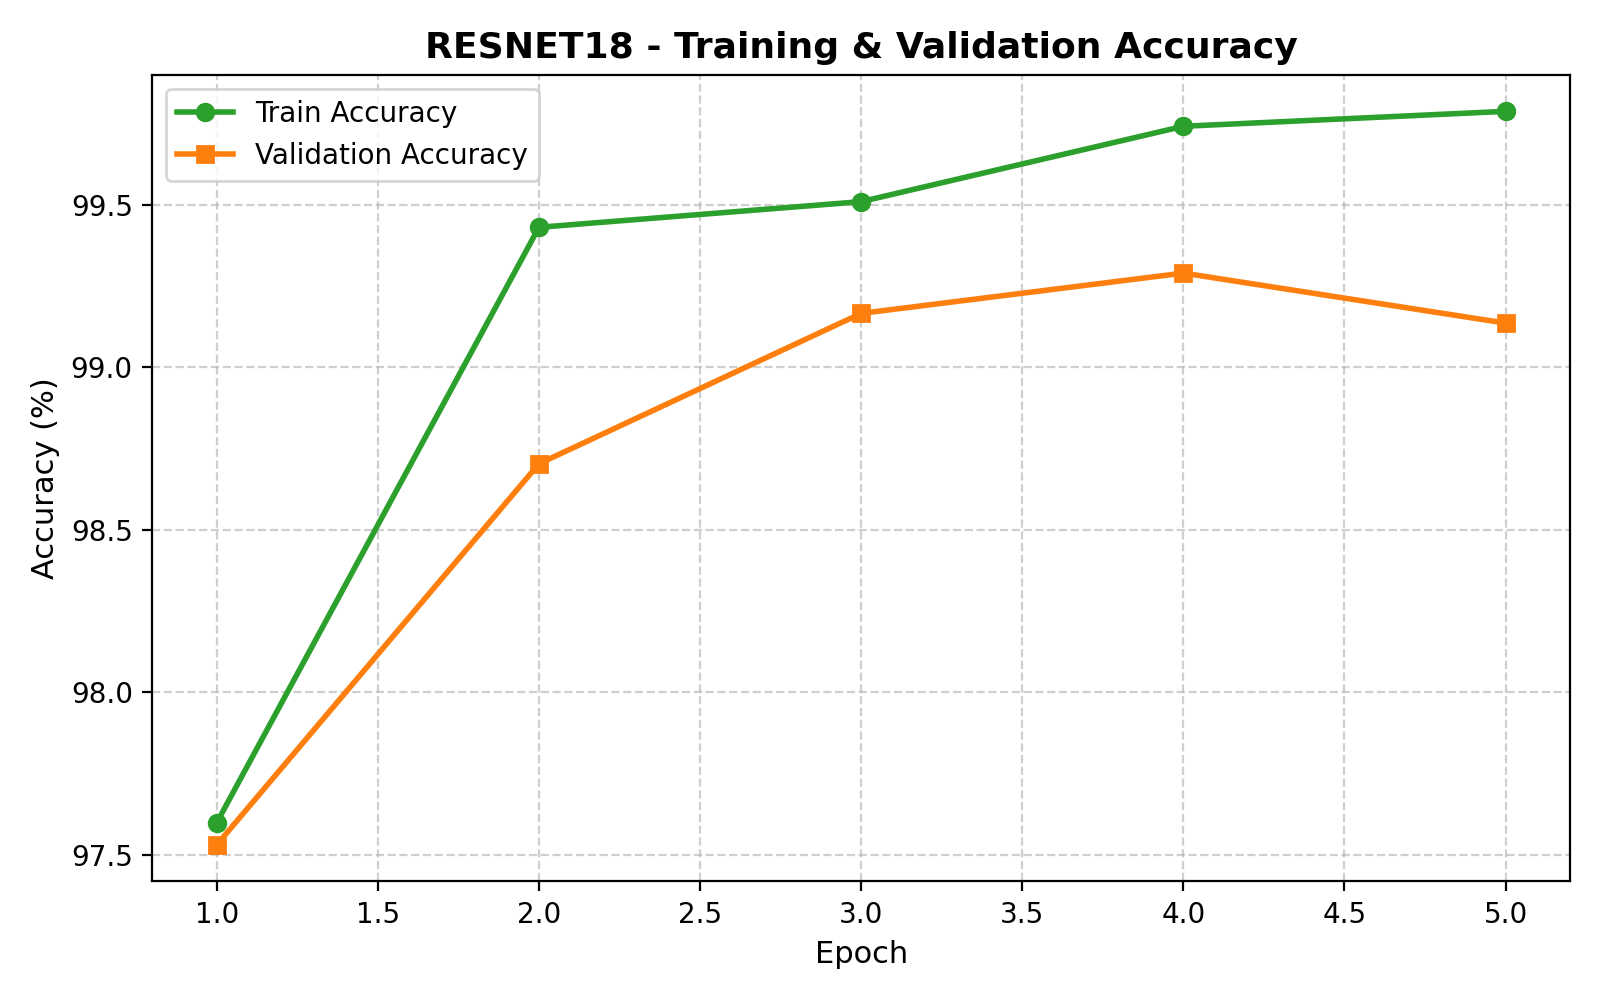 RESNET18 - Training & Validation Accuracy
Train Accuracy
Validation Accuracy
99.5
99.0
98.5
98.0
97.5
Accuracy (%)
1.0 1.5 2.0 2.5 3.0 3.5 4.0 4.5 5.0
Epoch